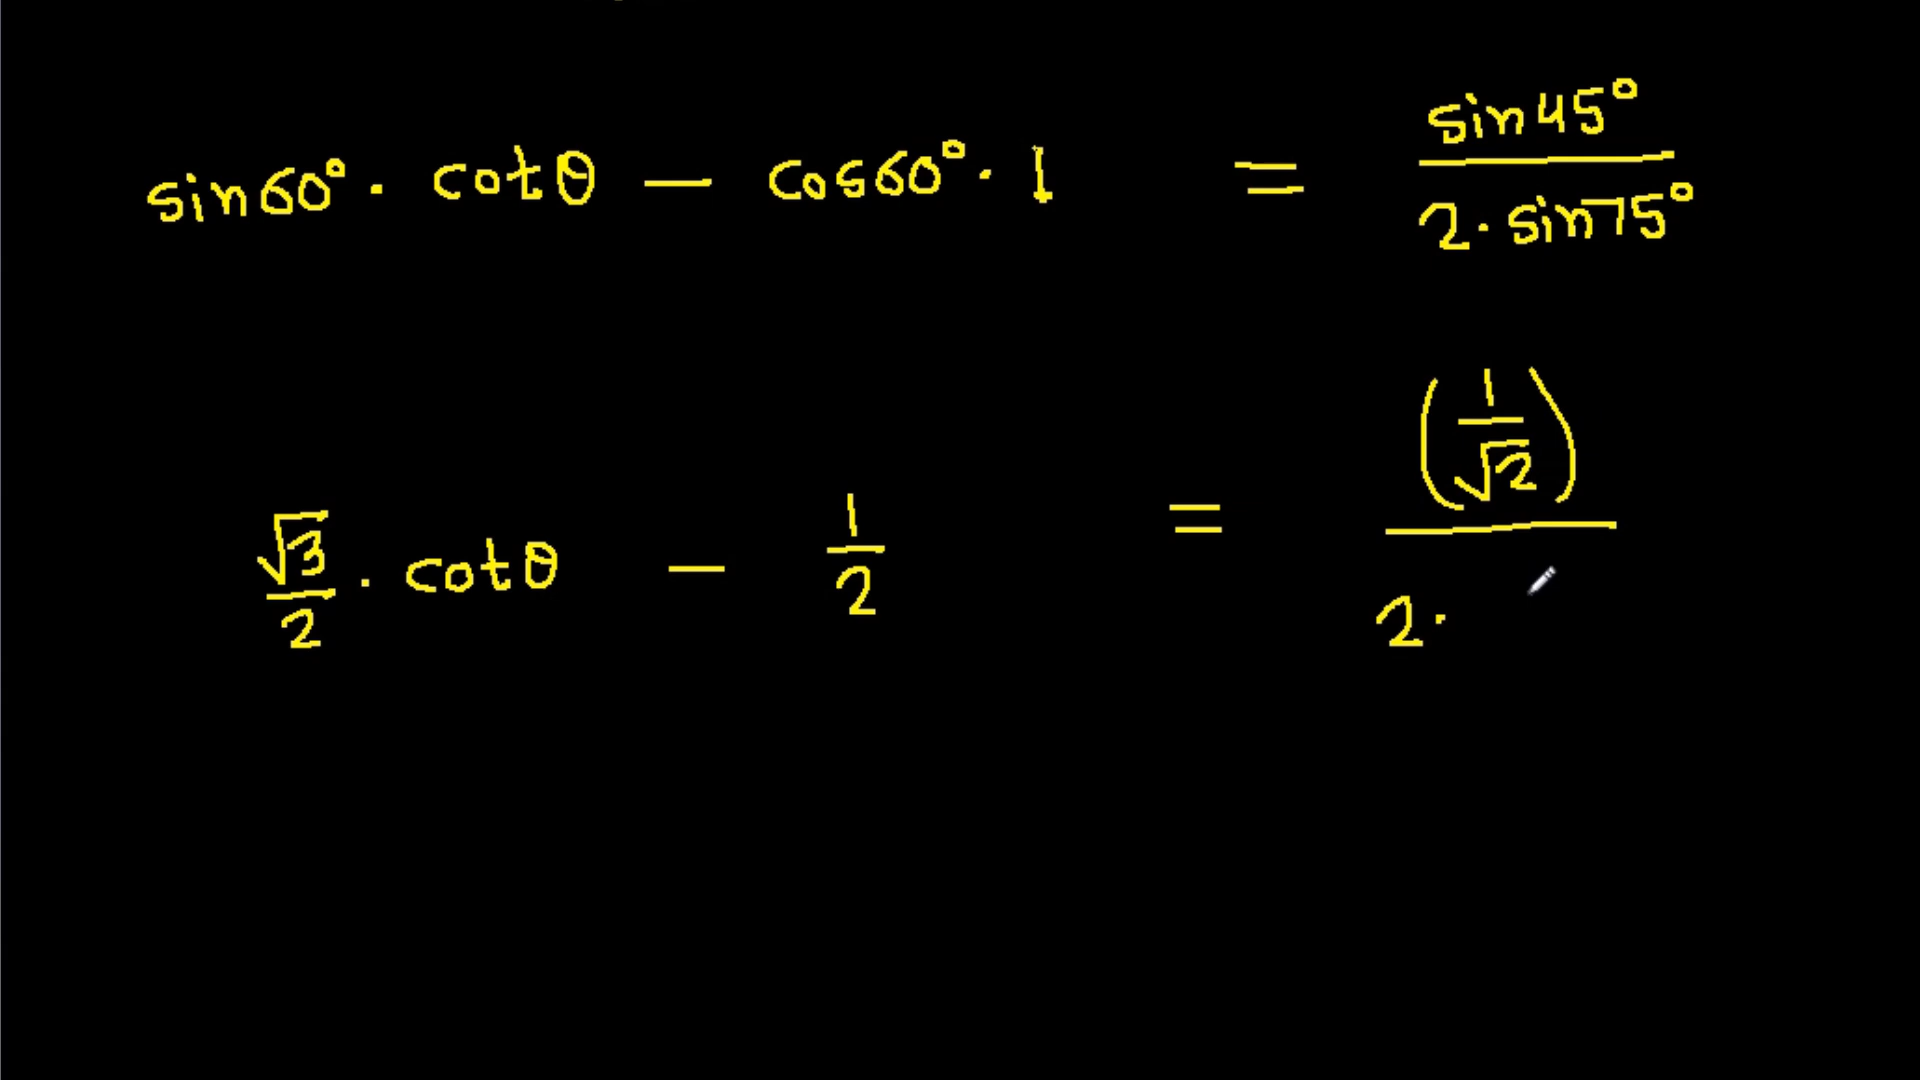 sin60° · cotθ − cos60° · 1 = sin45° / 2 · sin75°
√3/2 · cotθ − 1/2 = (1/√2) / 2 ·